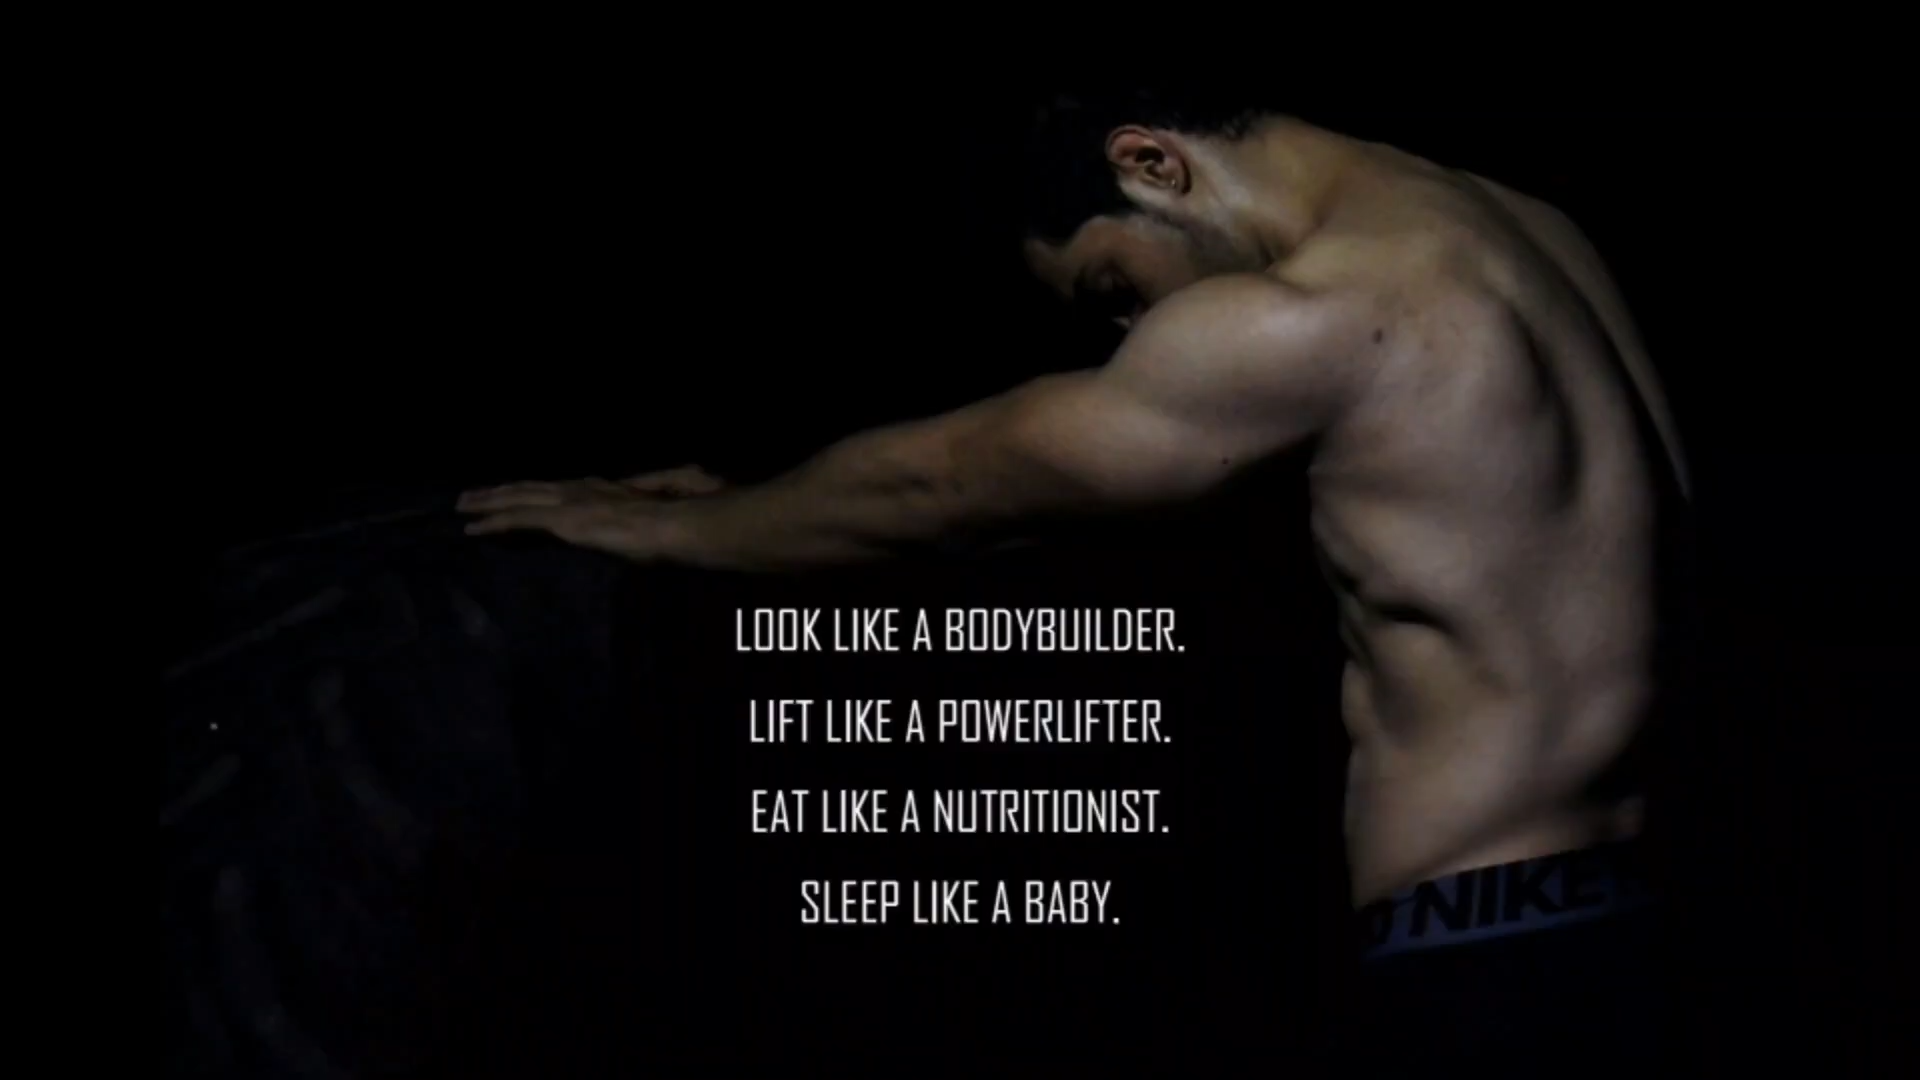 LOOK LIKE A BODYBUILDER.
LIFT LIKE A POWERLIFTER.
EAT LIKE A NUTRITIONIST.
SLEEP LIKE A BABY.
NIKE